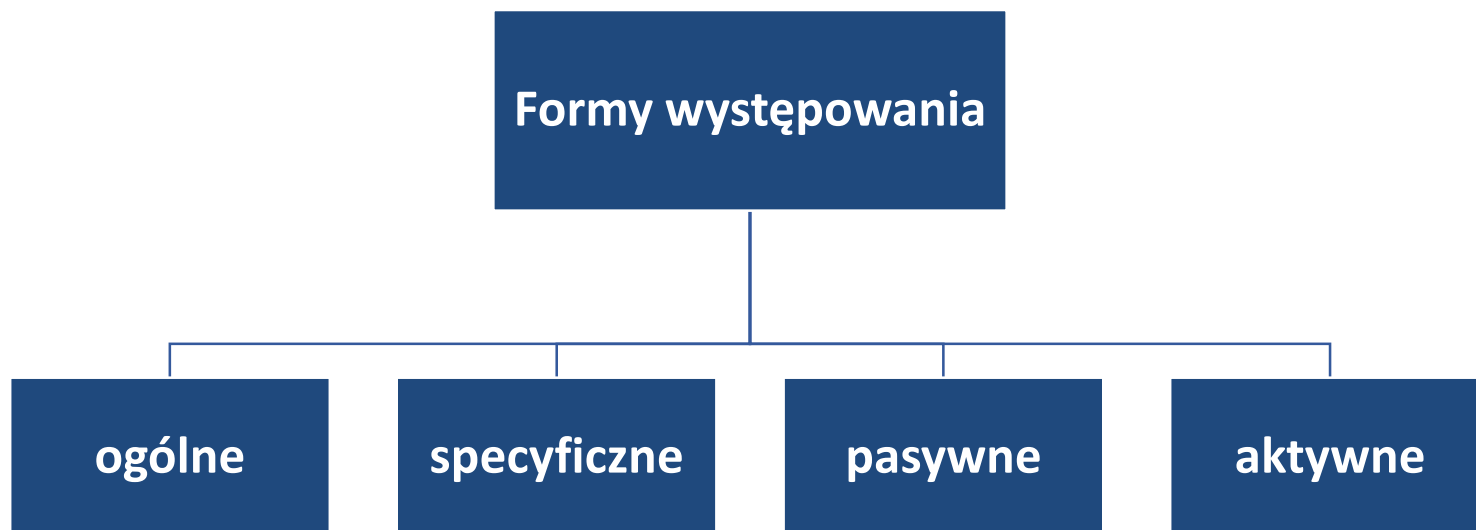 Formy występowania
ogólne
specyficzne
pasywne
aktywne